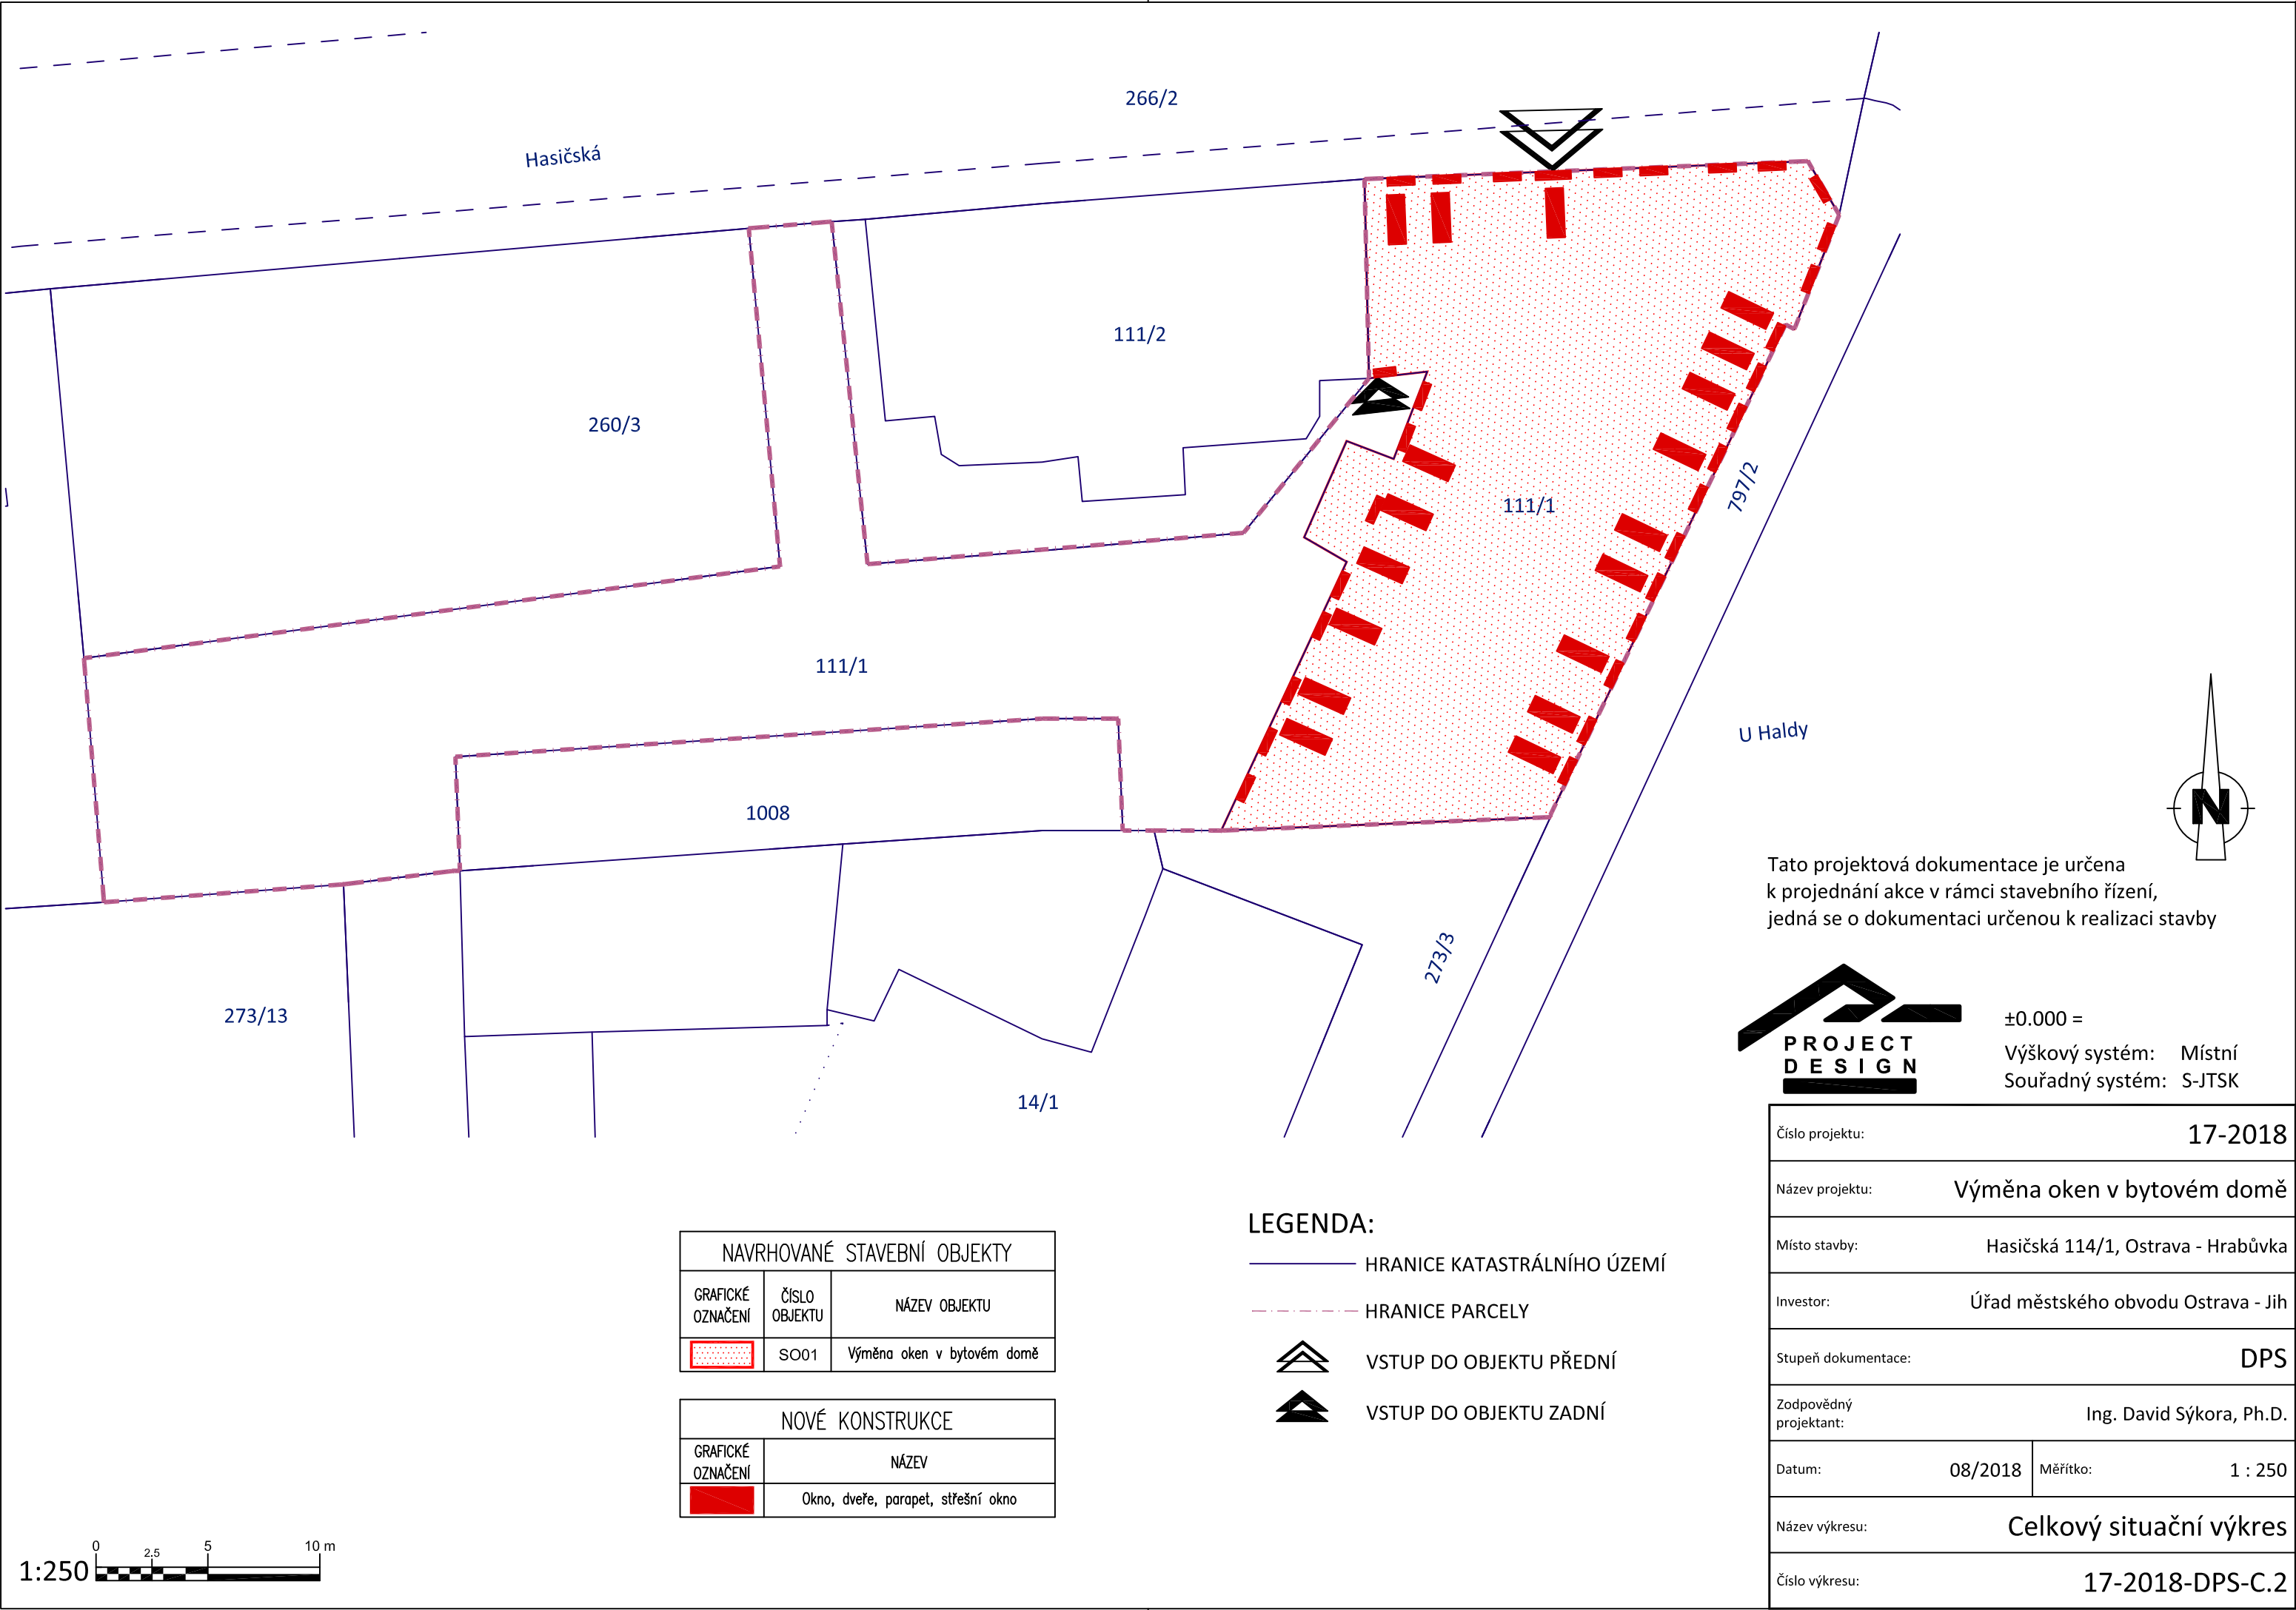 266/2
Hasičská
111/2
260/3
111/1
797/2
111/1
U Haldy
1008
273/3
273/13
14/1
N
Tato projektová dokumentace je určena
k projednání akce v rámci stavebního řízení,
jedná se o dokumentaci určenou k realizaci stavby
PROJECT
DESIGN
±0.000 =
Výškový systém: Místní
Souřadný systém: S-JTSK
Číslo projektu: 17-2018
Název projektu: Výměna oken v bytovém domě
Místo stavby: Hasičská 114/1, Ostrava - Hrabůvka
Investor: Úřad městského obvodu Ostrava - Jih
Stupeň dokumentace: DPS
Zodpovědný
projektant: Ing. David Sýkora, Ph.D.
Datum: 08/2018 Měřítko: 1 : 250
Název výkresu: Celkový situační výkres
Číslo výkresu: 17-2018-DPS-C.2
NAVRHOVANÉ STAVEBNÍ OBJEKTY
GRAFICKÉ
OZNAČENÍ
ČÍSLO
OBJEKTU
NÁZEV OBJEKTU
SO01 Výměna oken v bytovém domě
NOVÉ KONSTRUKCE
GRAFICKÉ
OZNAČENÍ
NÁZEV
Okno, dveře, parapet, střešní okno
LEGENDA:
HRANICE KATASTRÁLNÍHO ÚZEMÍ
HRANICE PARCELY
VSTUP DO OBJEKTU PŘEDNÍ
VSTUP DO OBJEKTU ZADNÍ
1:250
0 2.5 5 10 m